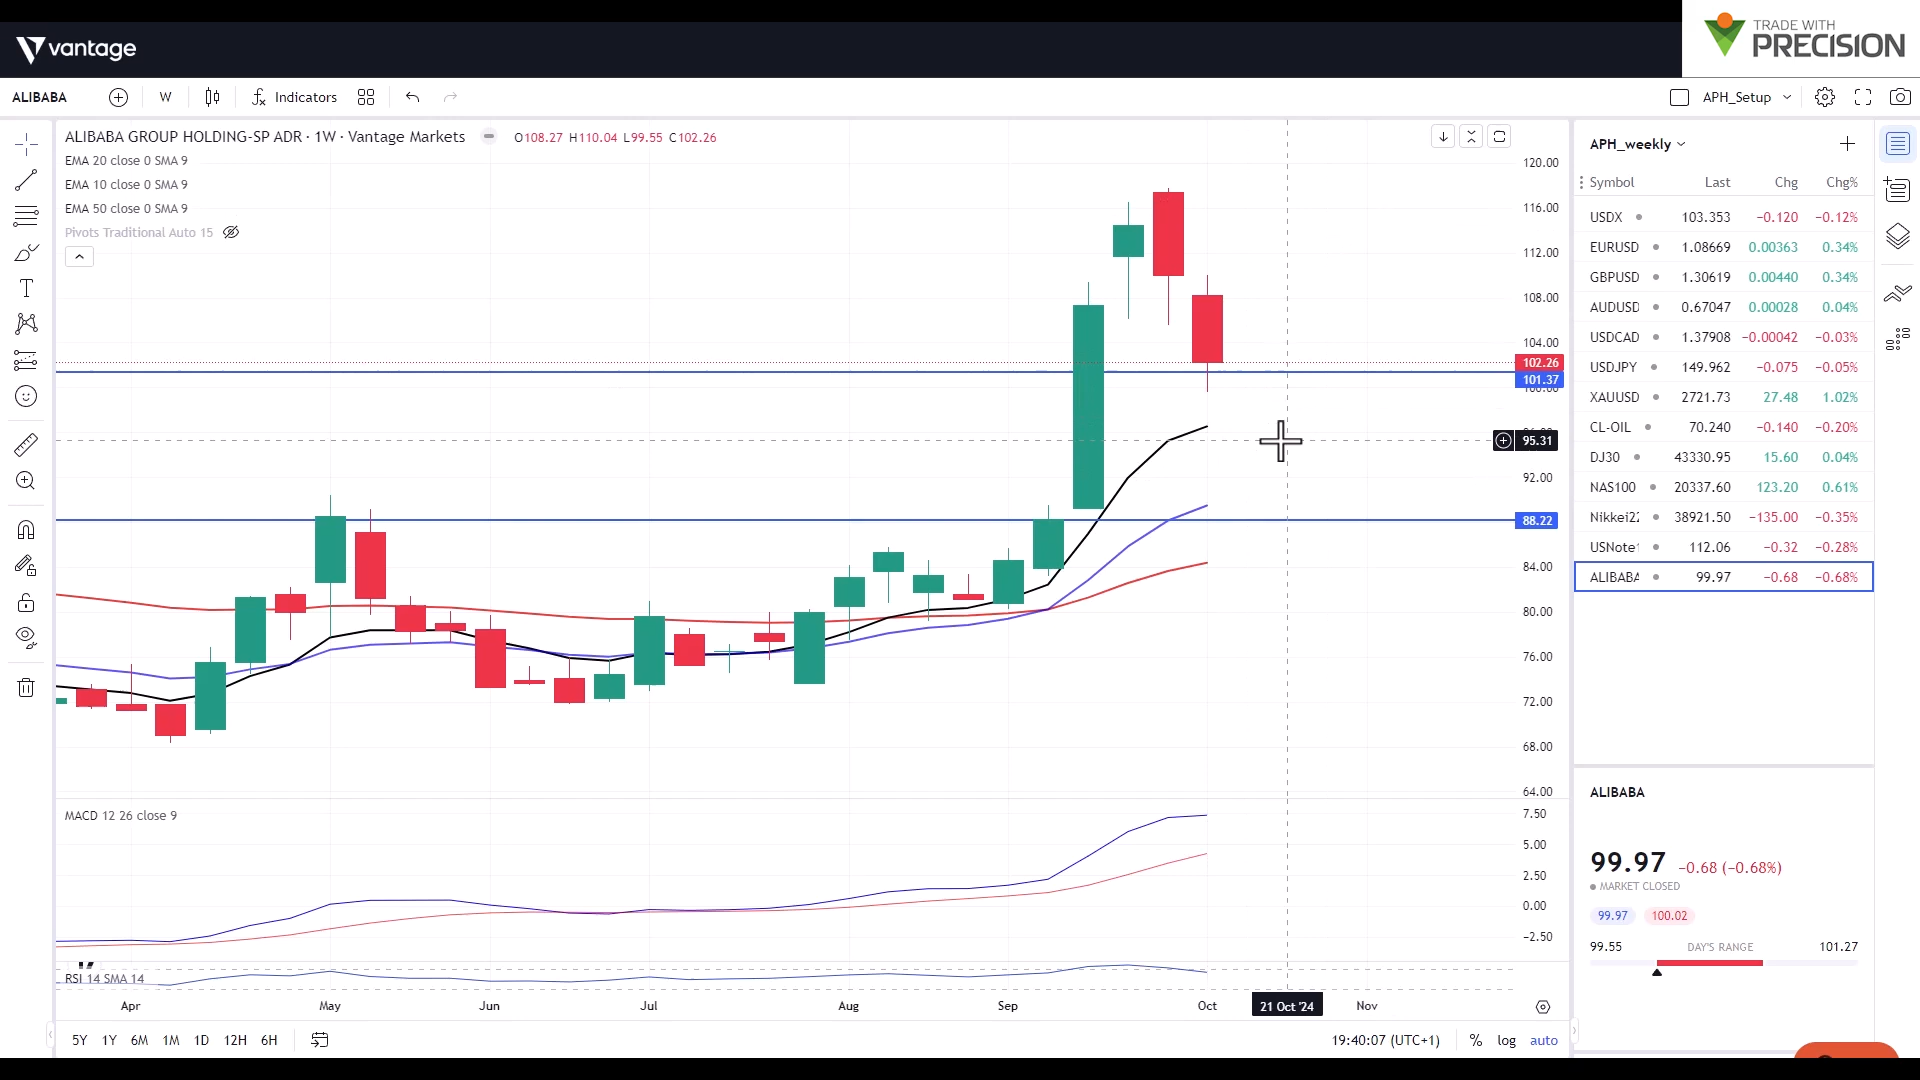 vantage
TRADE WITH
PRECISION
ALIBABA
W
Indicators
APH_Setup
ALIBABA GROUP HOLDING-SP ADR · 1W · Vantage Markets
O108.27 H110.04 L99.55 C102.26
EMA 20 close 0 SMA 9
EMA 10 close 0 SMA 9
EMA 50 close 0 SMA 9
Pivots Traditional Auto 15
120.00
116.00
112.00
108.00
104.00
102.26
101.37
95.31
92.00
88.22
84.00
80.00
76.00
72.00
68.00
64.00
MACD 12 26 close 9
7.50
5.00
2.50
0.00
−2.50
RSI 14 SMA 14
Apr May Jun Jul Aug Sep Oct 21 Oct '24 Nov
5Y 1Y 6M 1M 1D 12H 6H
19:40:07 (UTC+1) % log auto
APH_weekly
Symbol Last Chg Chg%
USDX 103.353 −0.120 −0.12%
EURUSD 1.08669 0.00363 0.34%
GBPUSD 1.30619 0.00440 0.34%
AUDUSD 0.67047 0.00028 0.04%
USDCAD 1.37908 −0.00042 −0.03%
USDJPY 149.962 −0.075 −0.05%
XAUUSD 2721.73 27.48 1.02%
CL-OIL 70.240 −0.140 −0.20%
DJ30 43330.95 15.60 0.04%
NAS100 20337.60 123.20 0.61%
Nikkei22 38921.50 −135.00 −0.35%
USNote 112.06 −0.32 −0.28%
ALIBABA 99.97 −0.68 −0.68%
ALIBABA
99.97 −0.68 (−0.68%)
MARKET CLOSED
99.97 100.02
99.55 DAY'S RANGE 101.27